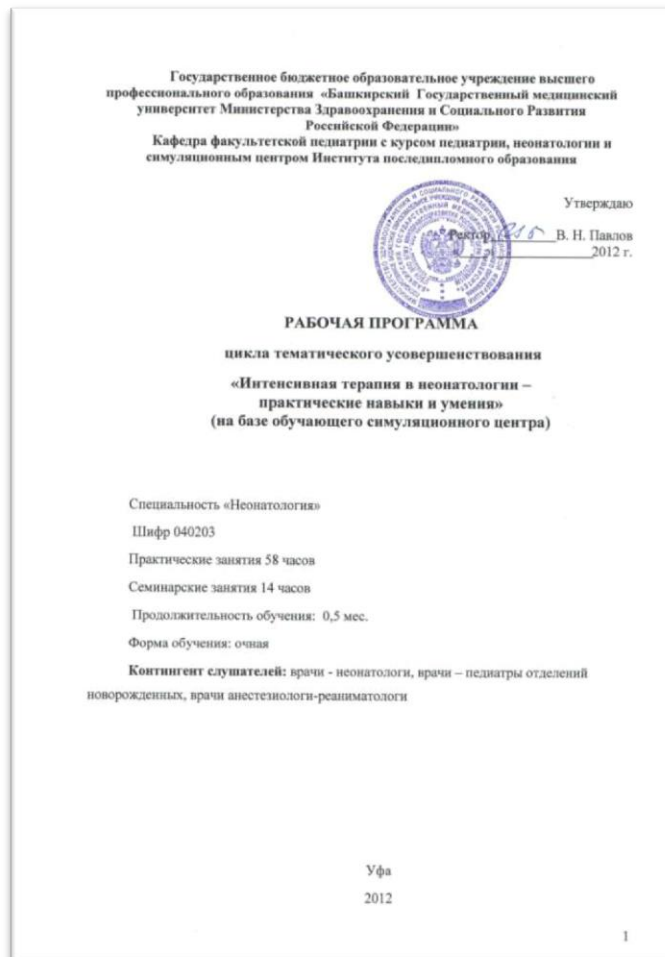 Государственное бюджетное образовательное учреждение высшего
профессионального образования «Башкирский Государственный медицинский
университет Министерства Здравоохранения и Социального Развития
Российской Федерации»
Кафедра факультетской педиатрии с курсом педиатрии, неонатологии и
симуляционным центром Института последипломного образования
Утверждаю
Ректор В. Н. Павлов
2012 г.
РАБОЧАЯ ПРОГРАММА
цикла тематического усовершенствования
«Интенсивная терапия в неонатологии –
практические навыки и умения»
(на базе обучающего симуляционного центра)
Специальность «Неонатология»
Шифр 040203
Практические занятия 58 часов
Семинарские занятия 14 часов
Продолжительность обучения: 0,5 мес.
Форма обучения: очная
Контингент слушателей: врачи - неонатологи, врачи – педиатры отделений
новорожденных, врачи анестезиологи-реаниматологи
Уфа
2012
1